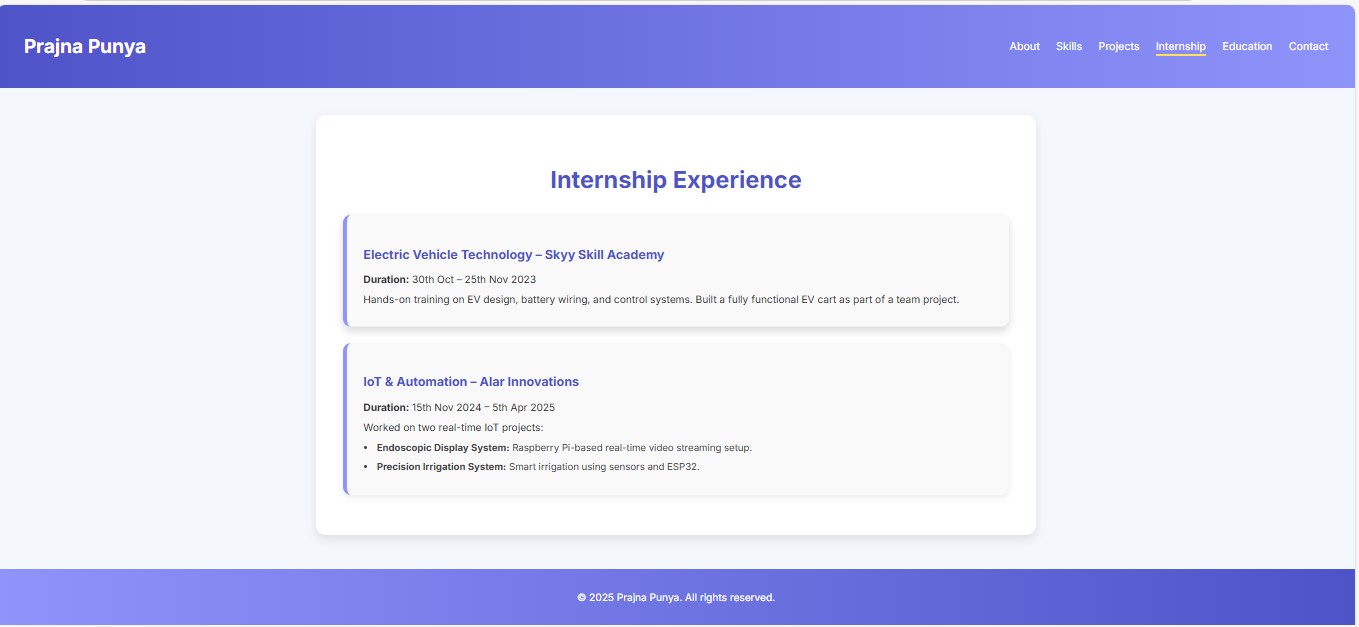 Prajna Punya
About Skills Projects Internship Education Contact
Internship Experience
Electric Vehicle Technology – Skyy Skill Academy
Duration: 30th Oct – 25th Nov 2023
Hands-on training on EV design, battery wiring, and control systems. Built a fully functional EV cart as part of a team project.
IoT & Automation – Alar Innovations
Duration: 15th Nov 2024 – 5th Apr 2025
Worked on two real-time IoT projects:
• Endoscopic Display System: Raspberry Pi-based real-time video streaming setup.
• Precision Irrigation System: Smart irrigation using sensors and ESP32.
© 2025 Prajna Punya. All rights reserved.